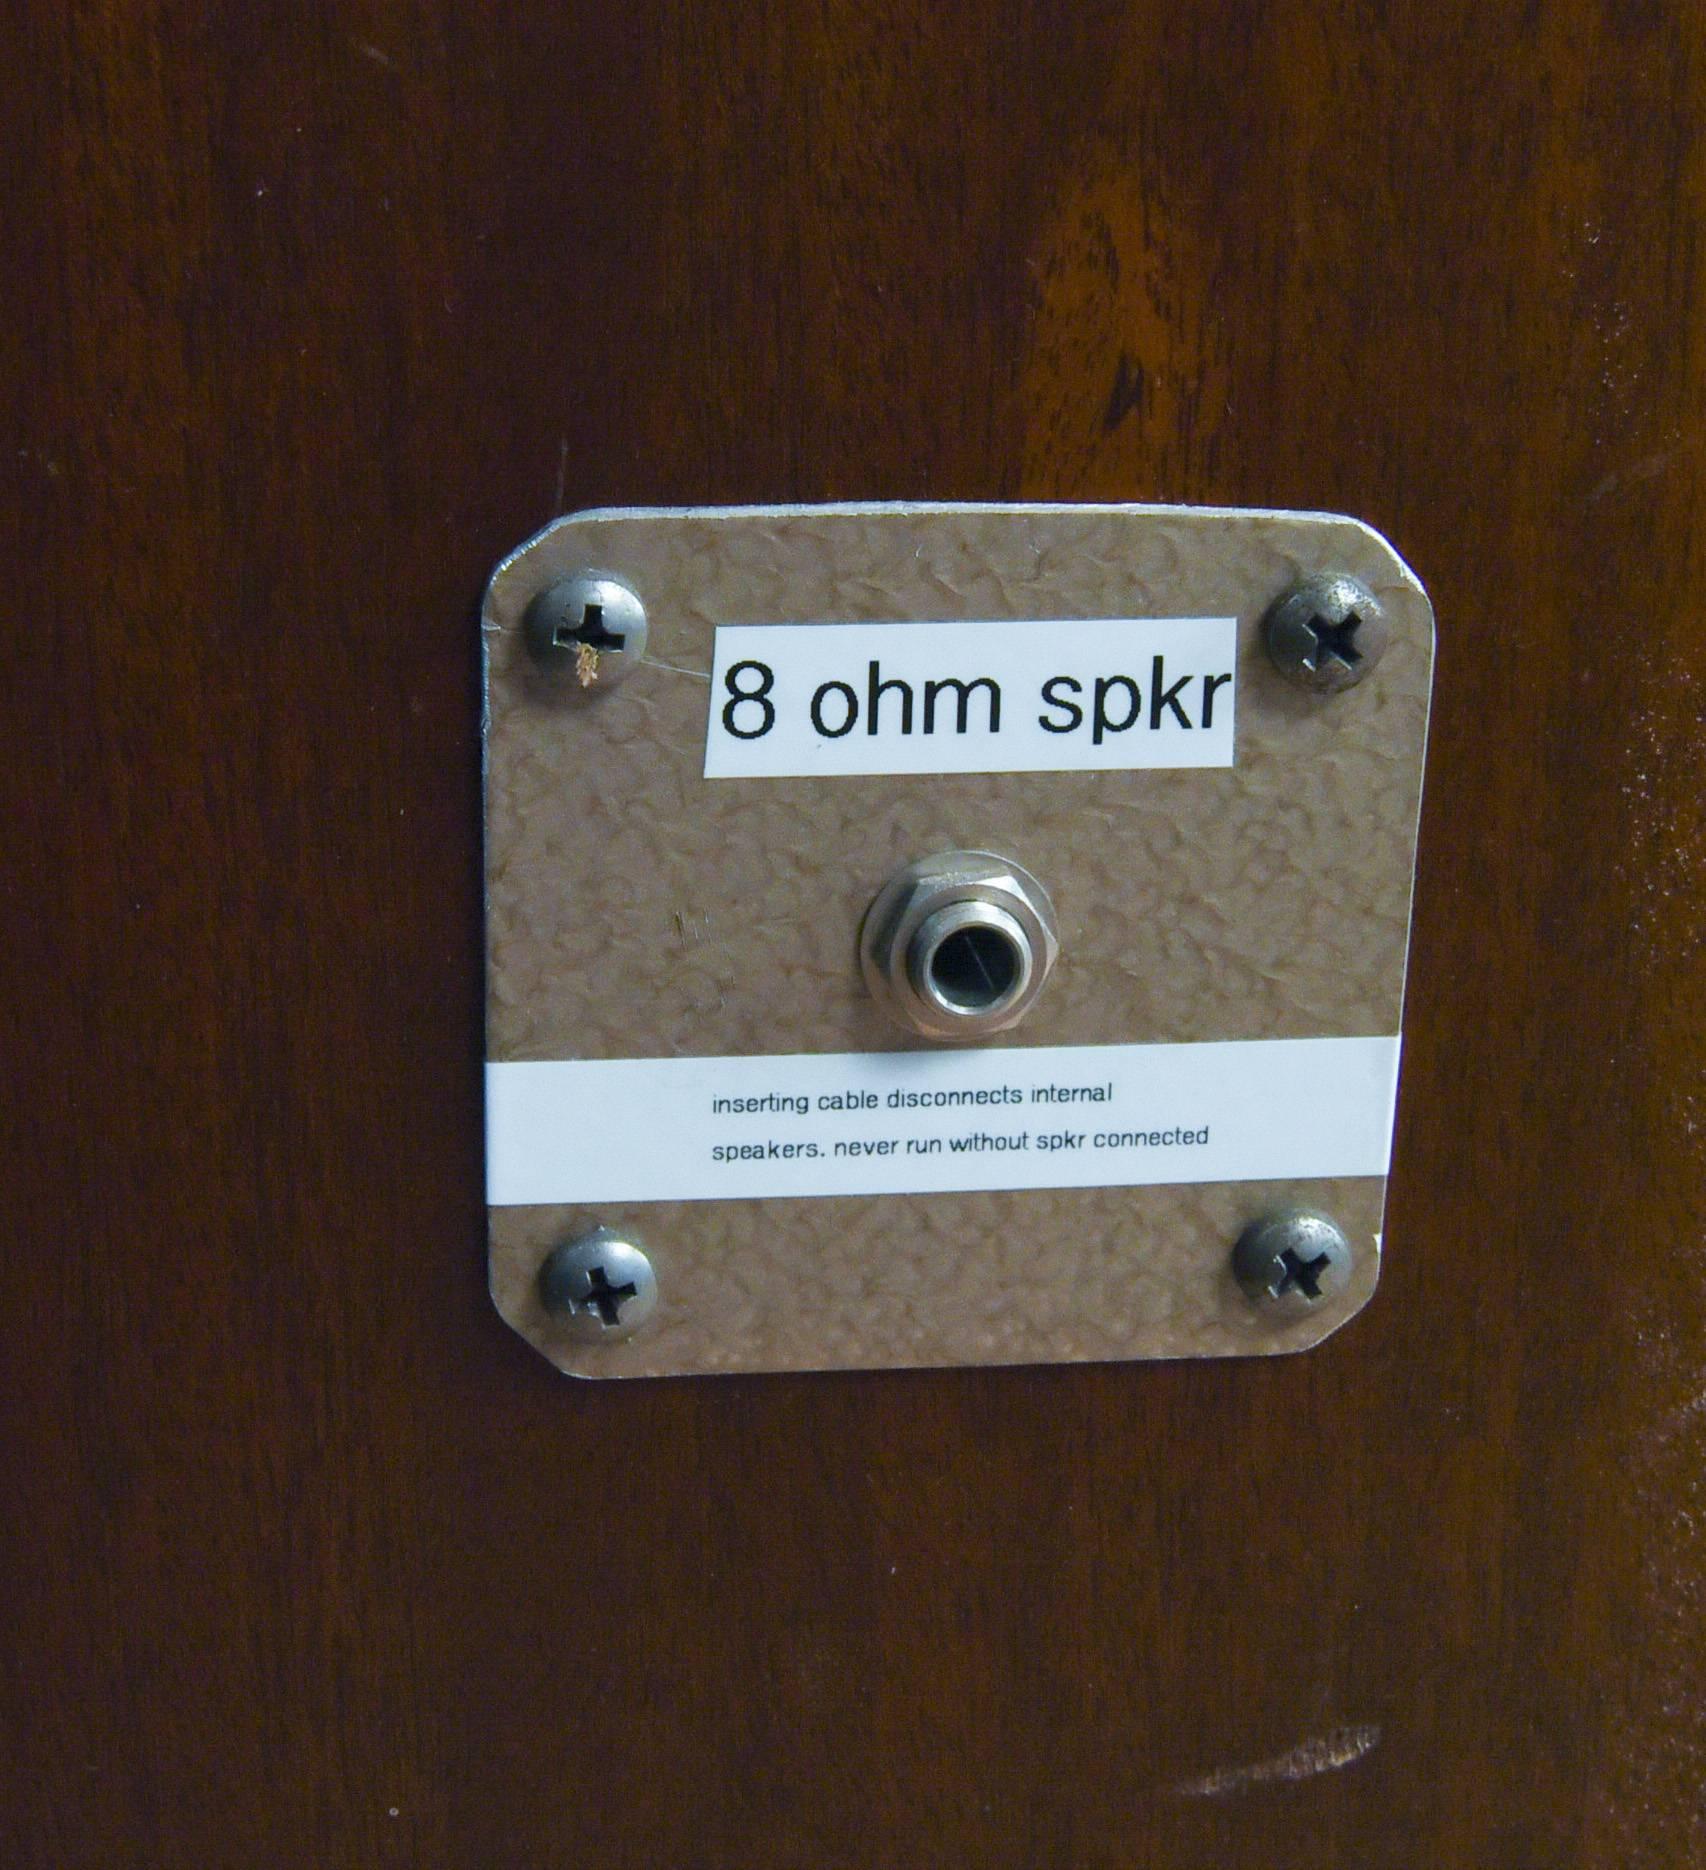 8 ohm spkr
inserting cable disconnects internal
speakers. never run without spkr connected